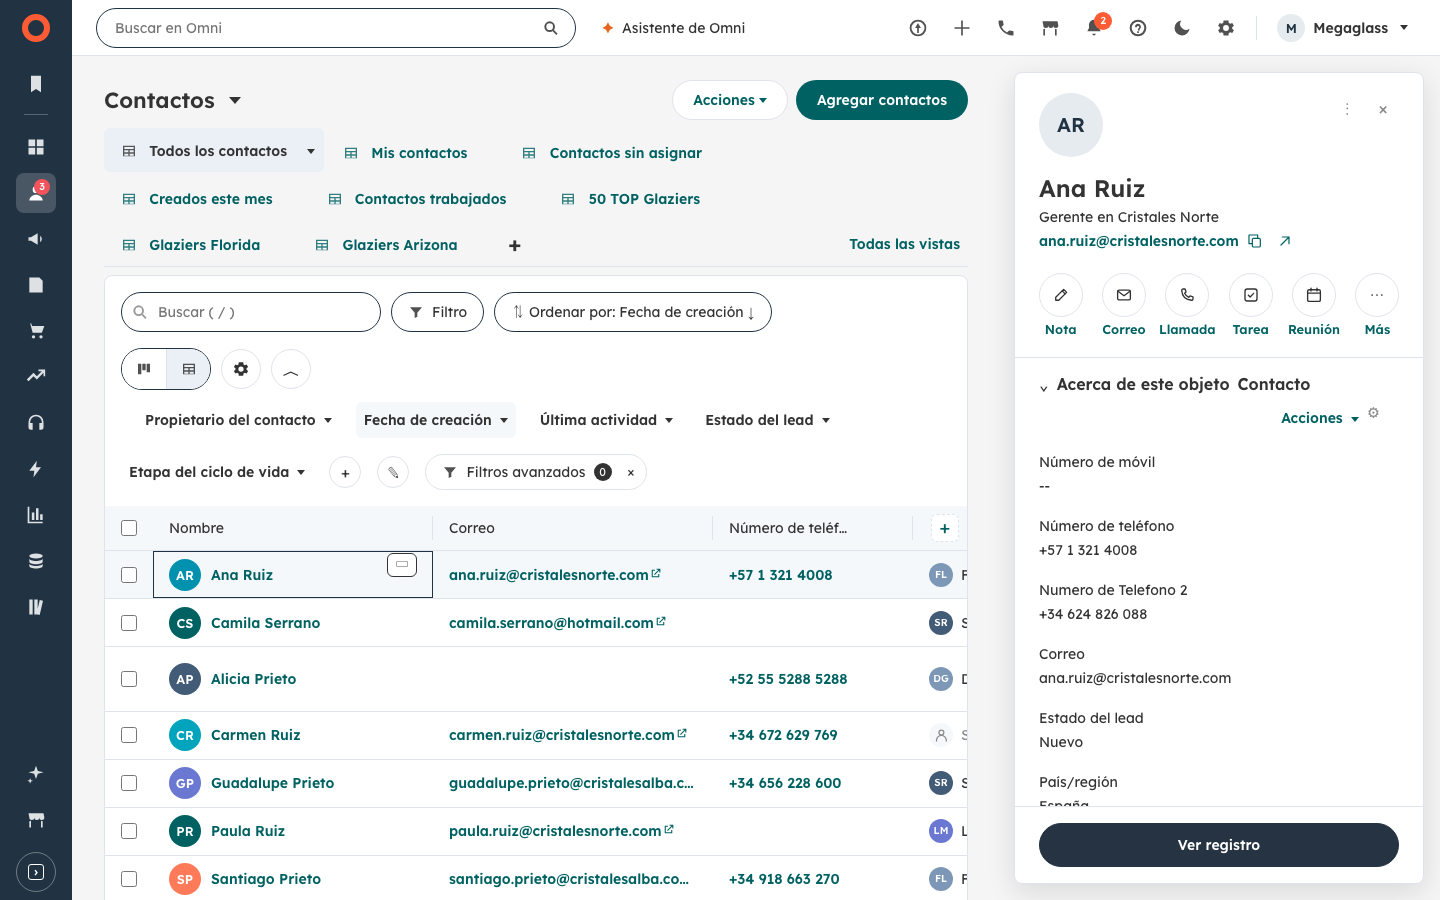 Buscar en Omni
Asistente de Omni
2
M
Megaglass
3
Contactos
Acciones
Agregar contactos
Todos los contactos
Mis contactos
Contactos sin asignar
Creados este mes
Contactos trabajados
50 TOP Glaziers
Glaziers Florida
Glaziers Arizona
+
Todas las vistas
Buscar ( / )
Filtro
Ordenar por: Fecha de creación ↓
Propietario del contacto
Fecha de creación
Última actividad
Estado del lead
Etapa del ciclo de vida
+
Filtros avanzados 0 ×
Nombre
Correo
Número de teléf...
+
AR Ana Ruiz
ana.ruiz@cristalesnorte.com
+57 1 321 4008
FL F
CS Camila Serrano
camila.serrano@hotmail.com
SR S
AP Alicia Prieto
+52 55 5288 5288
DG D
CR Carmen Ruiz
carmen.ruiz@cristalesnorte.com
+34 672 629 769
S
GP Guadalupe Prieto
guadalupe.prieto@cristalesalba.c...
+34 656 228 600
SR S
PR Paula Ruiz
paula.ruiz@cristalesnorte.com
LM L
SP Santiago Prieto
santiago.prieto@cristalesalba.co...
+34 918 663 270
FL F
AR
×
Ana Ruiz
Gerente en Cristales Norte
ana.ruiz@cristalesnorte.com
Nota
Correo
Llamada
Tarea
Reunión
Más
Acerca de este objeto Contacto
Acciones
Número de móvil
--
Número de teléfono
+57 1 321 4008
Numero de Telefono 2
+34 624 826 088
Correo
ana.ruiz@cristalesnorte.com
Estado del lead
Nuevo
País/región
España
Ver registro